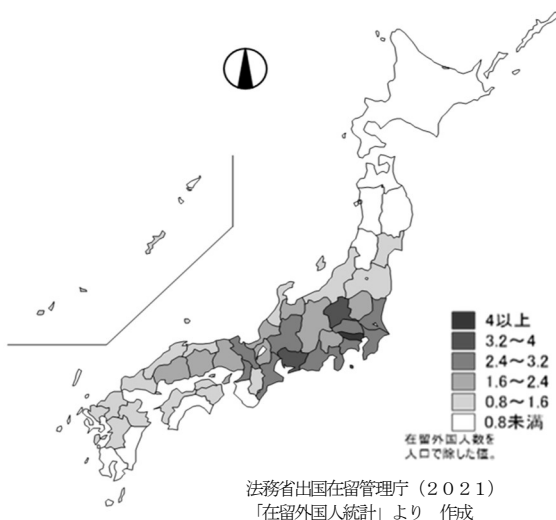 4以上
3.2～4
2.4～3.2
1.6～2.4
0.8～1.6
0.8未満
在留外国人数を
人口で除した値。
法務省出国在留管理庁（２０２１）
「在留外国人統計」より　作成